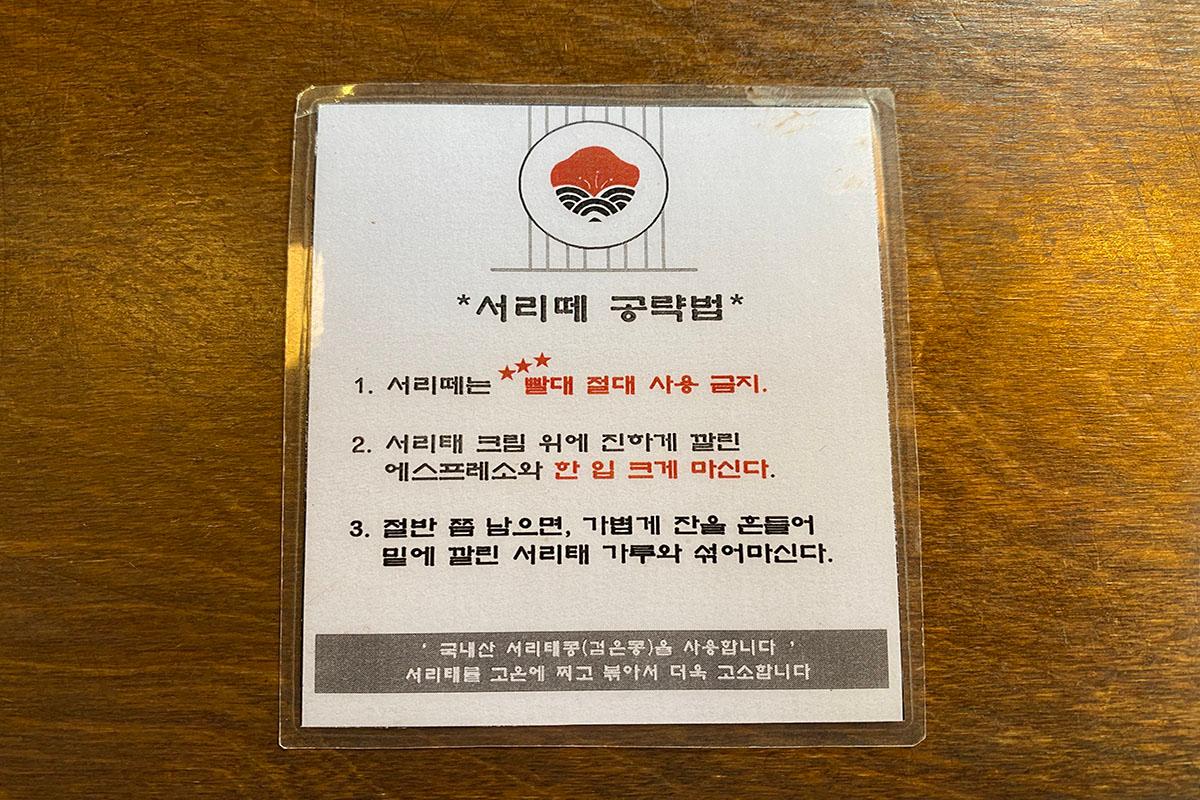 *서리떼 공략법*
1. 서리떼는 ★★★빨대 절대 사용 금지.
2. 서리태 크림 위에 진하게 깔린
에스프레소와 한 입 크게 마신다.
3. 절반 쯤 남으면, 가볍게 잔을 흔들어
밑에 깔린 서리태 가루와 섞어마신다.
' 국내산 서리태콩(검은콩)을 사용합니다 '
서리태를 고온에 찌고 볶아서 더욱 고소합니다